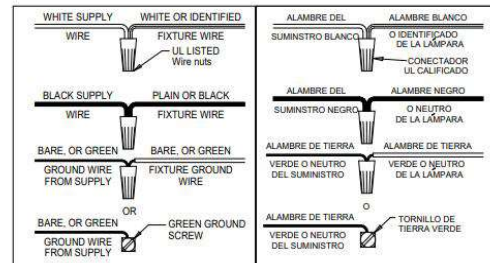 WHITE SUPPLY WHITE OR IDENTIFIED
WIRE FIXTURE WIRE
UL LISTED
Wire nuts
BLACK SUPPLY PLAIN OR BLACK
WIRE FIXTURE WIRE
BARE, OR GREEN BARE, OR GREEN
GROUND WIRE FIXTURE GROUND
FROM SUPPLY WIRE
OR
BARE, OR GREEN GREEN GROUND
SCREW
GROUND WIRE
FROM SUPPLY
ALAMBRE DEL ALAMBRE BLANCO
SUMINSTRO BLANCO O IDENTIFICADO
DE LA LAMPARA
CONECTADOR
UL CALIFICADO
ALAMBRE DEL ALAMBRE NEGRO
SUMINSTRO NEGRO O NEUTRO
DE LA LAMPARA
ALAMBRE DE TIERRA ALAMBRE DE TIERRA
VERDE O NEUTRO VERDE O NEUTRO
DEL SUMINISTRO DE LA LAMPARA
O
ALAMBRE DE TIERRA TORNILLO DE
TIERRA VERDE
VERDE O NEUTRO
DEL SUMINISTRO